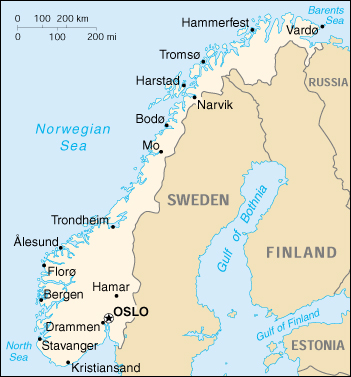 0 100 200 km
0 100 200 mi
Barents
Sea
Hammerfest
Vardø
Tromsø
RUSSIA
Harstad
Narvik
Bodø
Norwegian
Sea
Mo
SWEDEN
Gulf of Bothnia
Trondheim
Ålesund
FINLAND
Florø
Hamar
Bergen
OSLO
Drammen
Gulf of Finland
North
Sea
Stavanger
ESTONIA
Kristiansand